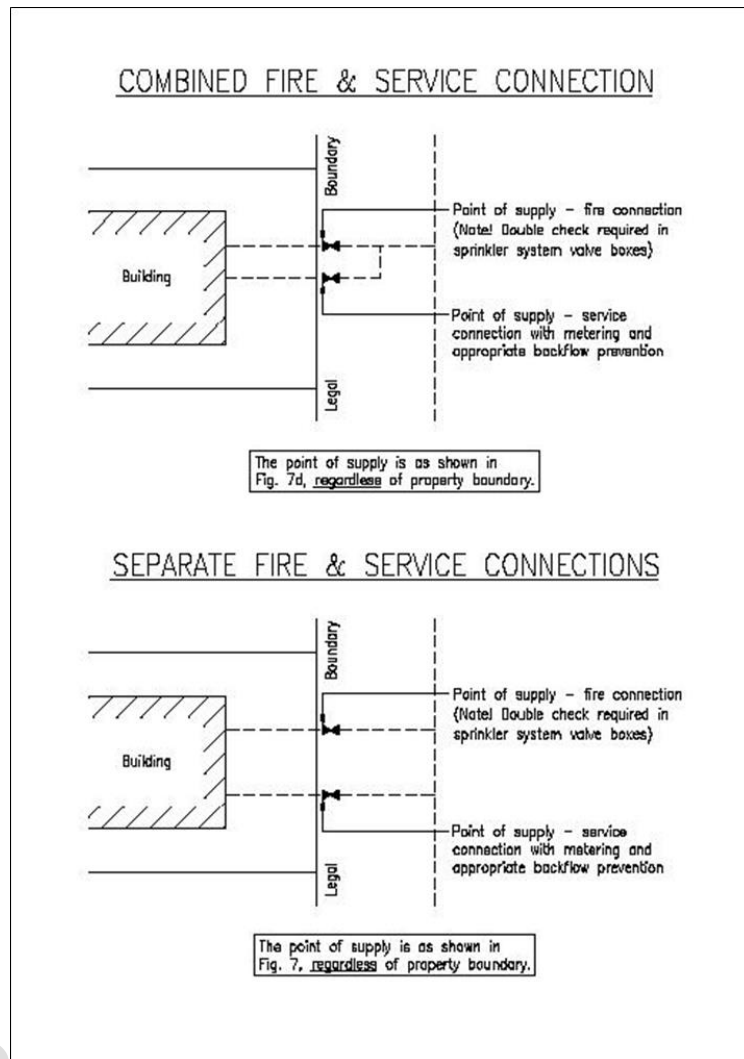 COMBINED FIRE & SERVICE CONNECTION
Boundary
Point of supply - fire connection
(Note! Double check required in
sprinkler system valve boxes)
Building
Point of supply - service
connection with metering and
appropriate backflow prevention
Legal
The point of supply is as shown in
Fig. 7d, regardless of property boundary.
SEPARATE FIRE & SERVICE CONNECTIONS
Boundary
Point of supply - fire connection
(Note! Double check required in
sprinkler system valve boxes)
Building
Point of supply - service
connection with metering and
appropriate backflow prevention
Legal
The point of supply is as shown in
Fig. 7, regardless of property boundary.